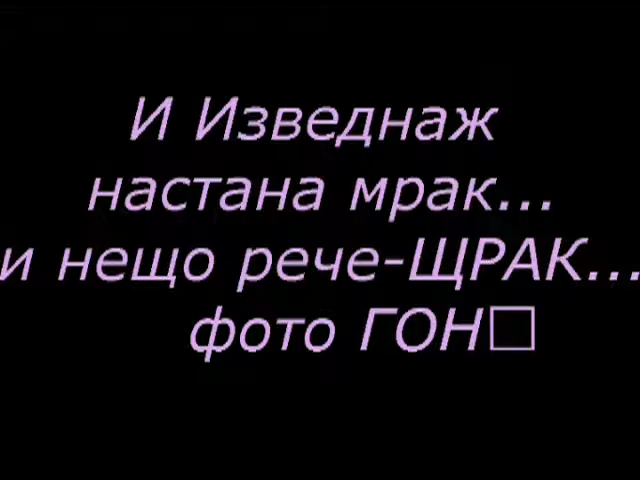 И Изведнаж
настана мрак...
и нещо рече-ЩРАК...
фото ГОН□